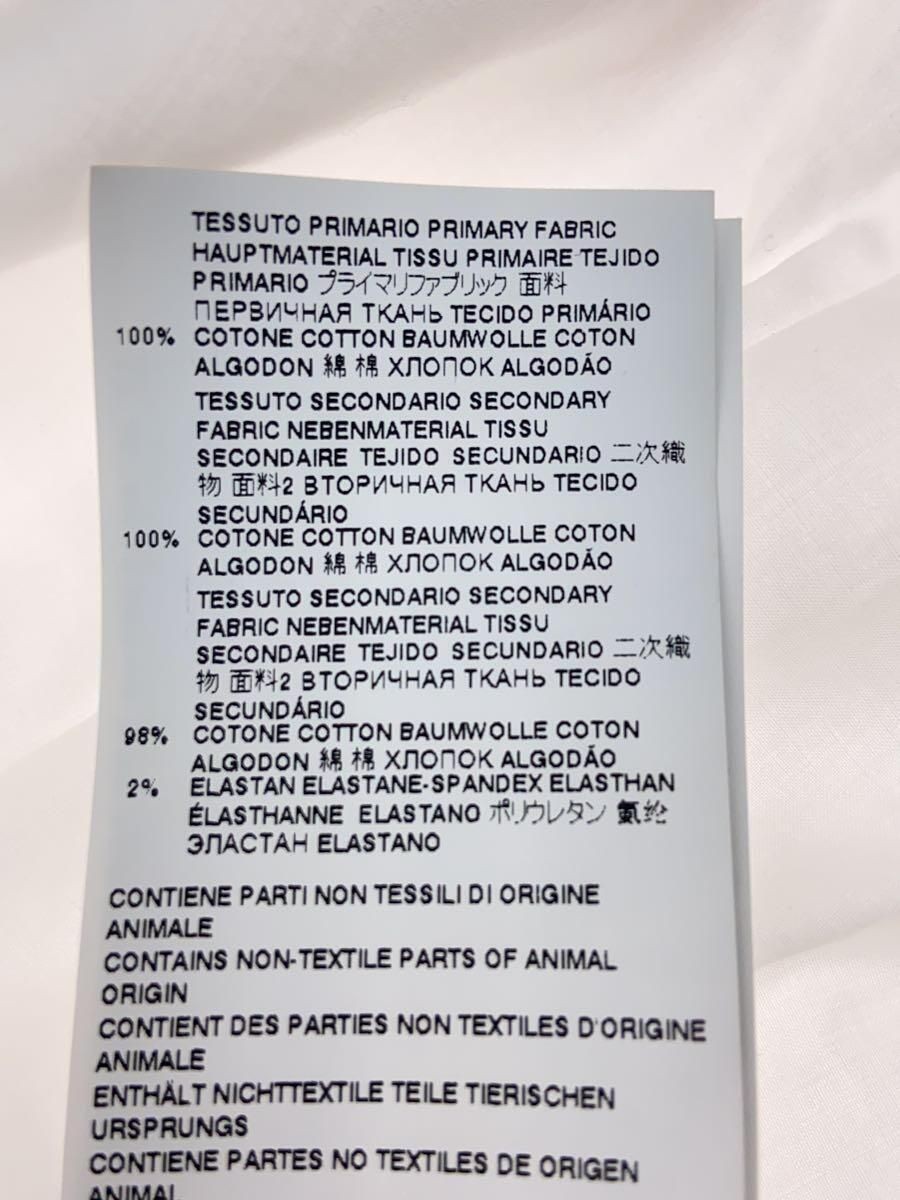 TESSUTO PRIMARIO PRIMARY FABRIC
HAUPTMATERIAL TISSU PRIMAIRE TEJIDO
PRIMARIO プライマリファブリック 面料
ПЕРВИЧНАЯ ТКАНЬ TECIDO PRIMÁRIO
100% COTONE COTTON BAUMWOLLE COTON
ALGODON 綿 棉 ХЛОПОК ALGODÃO
TESSUTO SECONDARIO SECONDARY
FABRIC NEBENMATERIAL TISSU
SECONDAIRE TEJIDO SECUNDARIO 二次織
物 面料2 ВТОРИЧНАЯ ТКАНЬ TECIDO
SECUNDÁRIO
100% COTONE COTTON BAUMWOLLE COTON
ALGODON 綿 棉 ХЛОПОК ALGODÃO
TESSUTO SECONDARIO SECONDARY
FABRIC NEBENMATERIAL TISSU
SECONDAIRE TEJIDO SECUNDARIO 二次織
物 面料2 ВТОРИЧНАЯ ТКАНЬ TECIDO
SECUNDÁRIO
98% COTONE COTTON BAUMWOLLE COTON
ALGODON 綿 棉 ХЛОПОК ALGODÃO
2% ELASTAN ELASTANE-SPANDEX ELASTHAN
ÉLASTHANNE ELASTANO ポリウレタン 氨纶
ЭЛАСТАН ELASTANO
CONTIENE PARTI NON TESSILI DI ORIGINE
ANIMALE
CONTAINS NON-TEXTILE PARTS OF ANIMAL
ORIGIN
CONTIENT DES PARTIES NON TEXTILES D'ORIGINE
ANIMALE
ENTHÄLT NICHTTEXTILE TEILE TIERISCHEN
URSPRUNGS
CONTIENE PARTES NO TEXTILES DE ORIGEN
ANIMAL